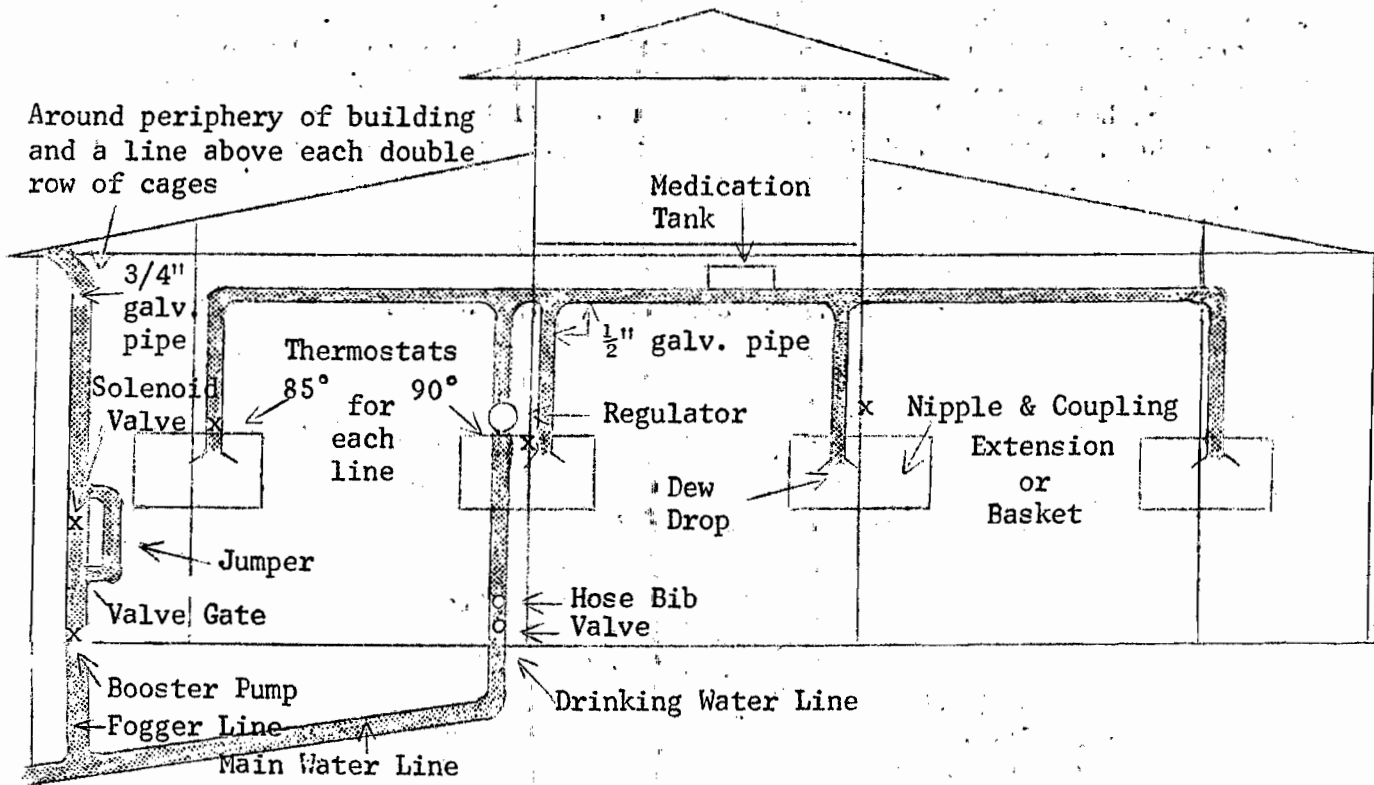 Around periphery of building
and a line above each double
row of cages
Medication
Tank
3/4"
galv.
pipe
½" galv. pipe
Thermostats
85° 90°
for
each
line
Solenoid
Valve
Regulator
x Nipple & Coupling
Extension
or
Basket
x
x
x
Dew
Drop
Jumper
Hose Bib
Valve
Valve Gate
x
Booster Pump
Drinking Water Line
Fogger Line
Main Water Line